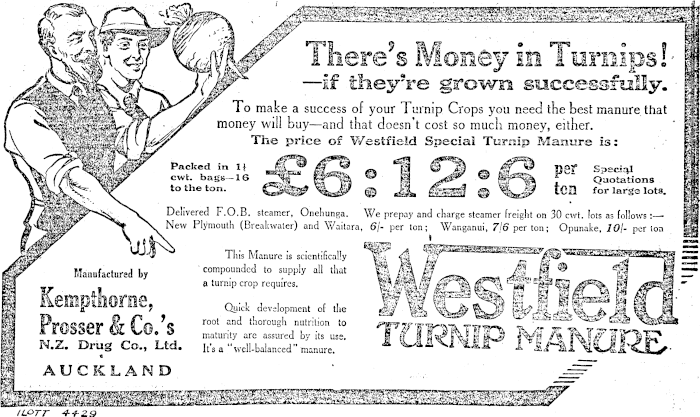 There's Money in Turnips!
—if they're grown successfully.
To make a success of your Turnip Crops you need the best manure that
money will buy—and that doesn't cost so much money, either.
The price of Westfield Special Turnip Manure is:
Packed in 1¼
cwt. bags—16
to the ton.
£6:12:6
per
ton
Special
Quotations
for large lots.
Delivered F.O.B. steamer, Onehunga. We prepay and charge steamer freight on 30 cwt. lots as follows:—
New Plymouth (Breakwater) and Waitara, 6/- per ton; Wanganui, 7/6 per ton; Opunake, 10/- per ton
This Manure is scientifically
compounded to supply all that
a turnip crop requires.
Quick development of the
root and thorough nutrition to
maturity are assured by its use.
It's a "well-balanced" manure.
Manufactured by
Kempthorne,
Prosser & Co.'s
N.Z. Drug Co., Ltd.
AUCKLAND
Westfield
TURNIP MANURE
ILOTT 4429